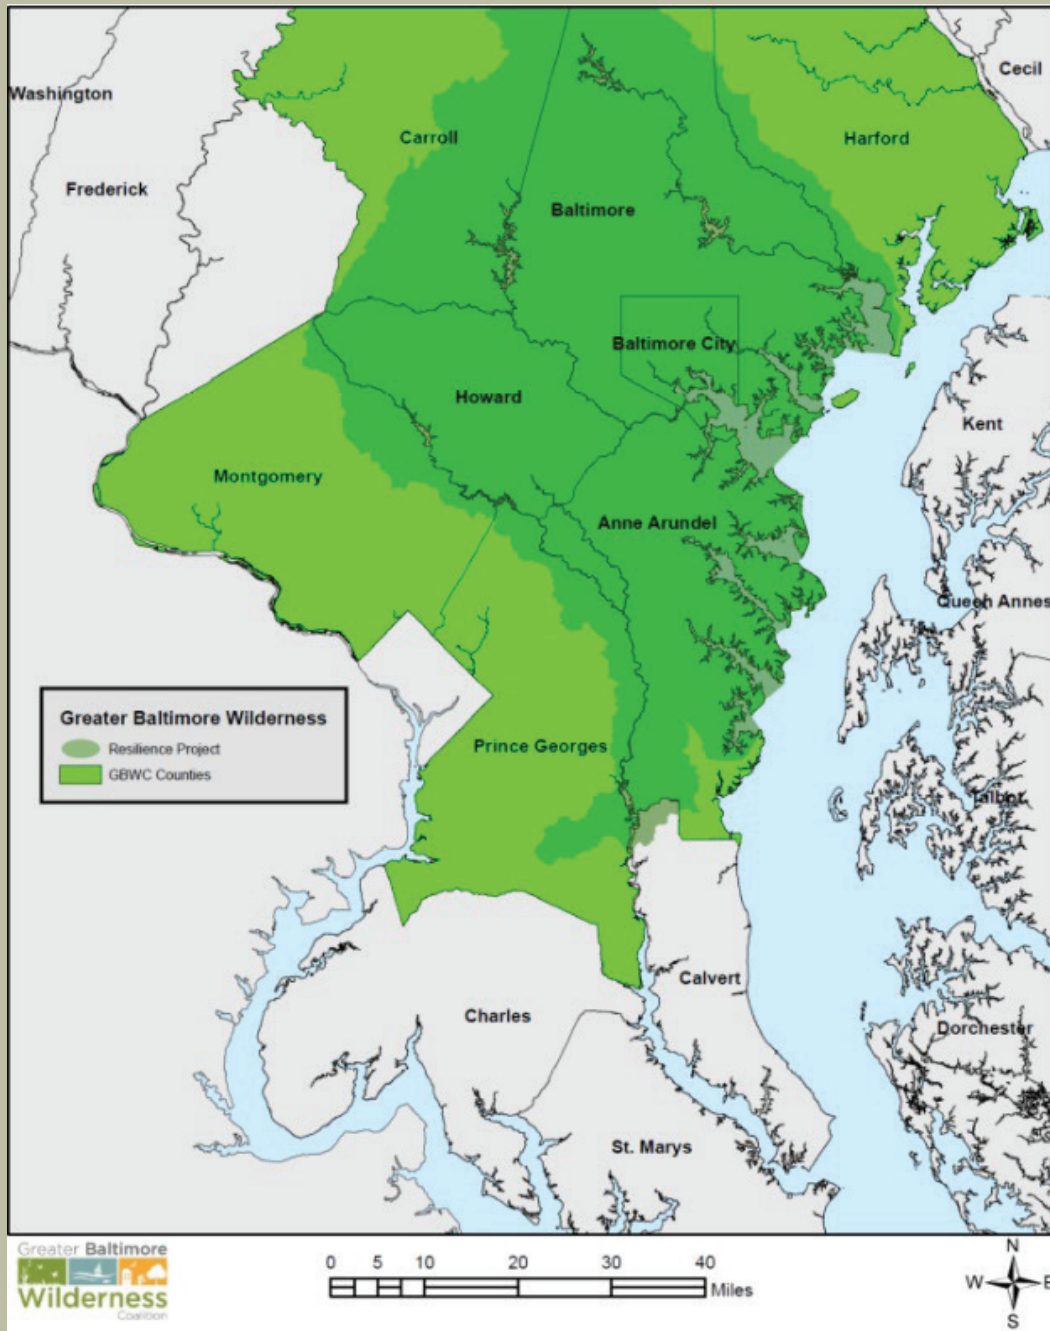 Cecil
Washington
Carroll
Harford
Frederick
Baltimore
Baltimore City
Howard
Kent
Montgomery
Anne Arundel
Queen Annes
Greater Baltimore Wilderness
Resilience Project
GBWC Counties
Prince Georges
Talbot
Calvert
Charles
Dorchester
St. Marys
Greater Baltimore
Wilderness
Coalition
0 5 10 20 30 40
Miles
N
W E
S